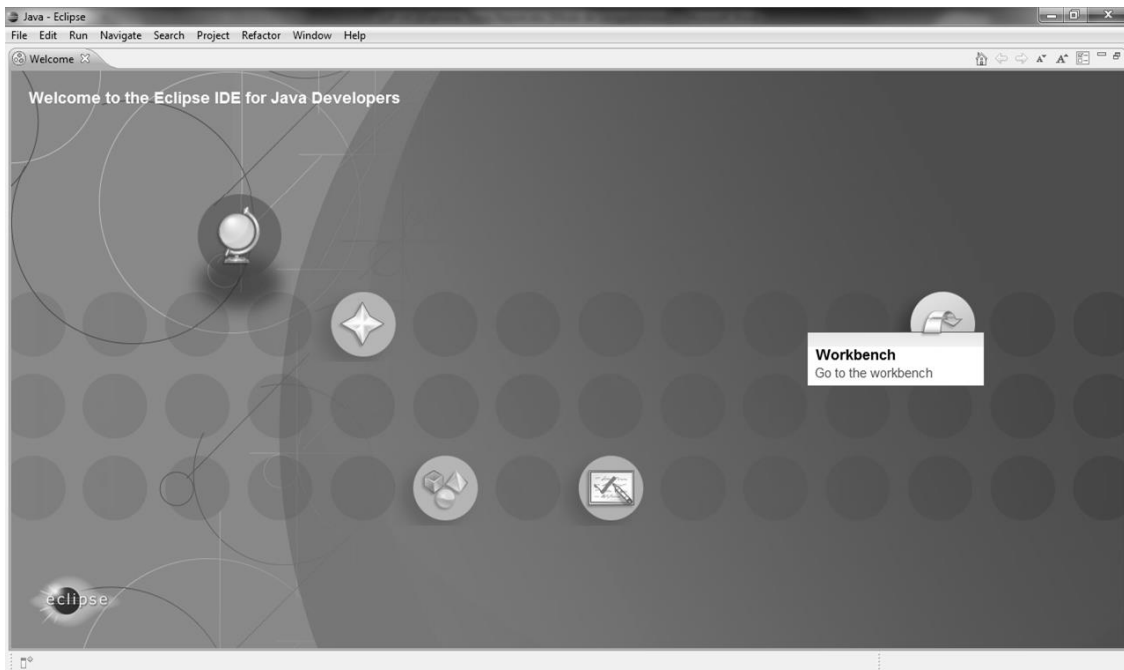 Java - Eclipse
File Edit Run Navigate Search Project Refactor Window Help
Welcome
Welcome to the Eclipse IDE for Java Developers
Workbench
Go to the workbench
eclipse